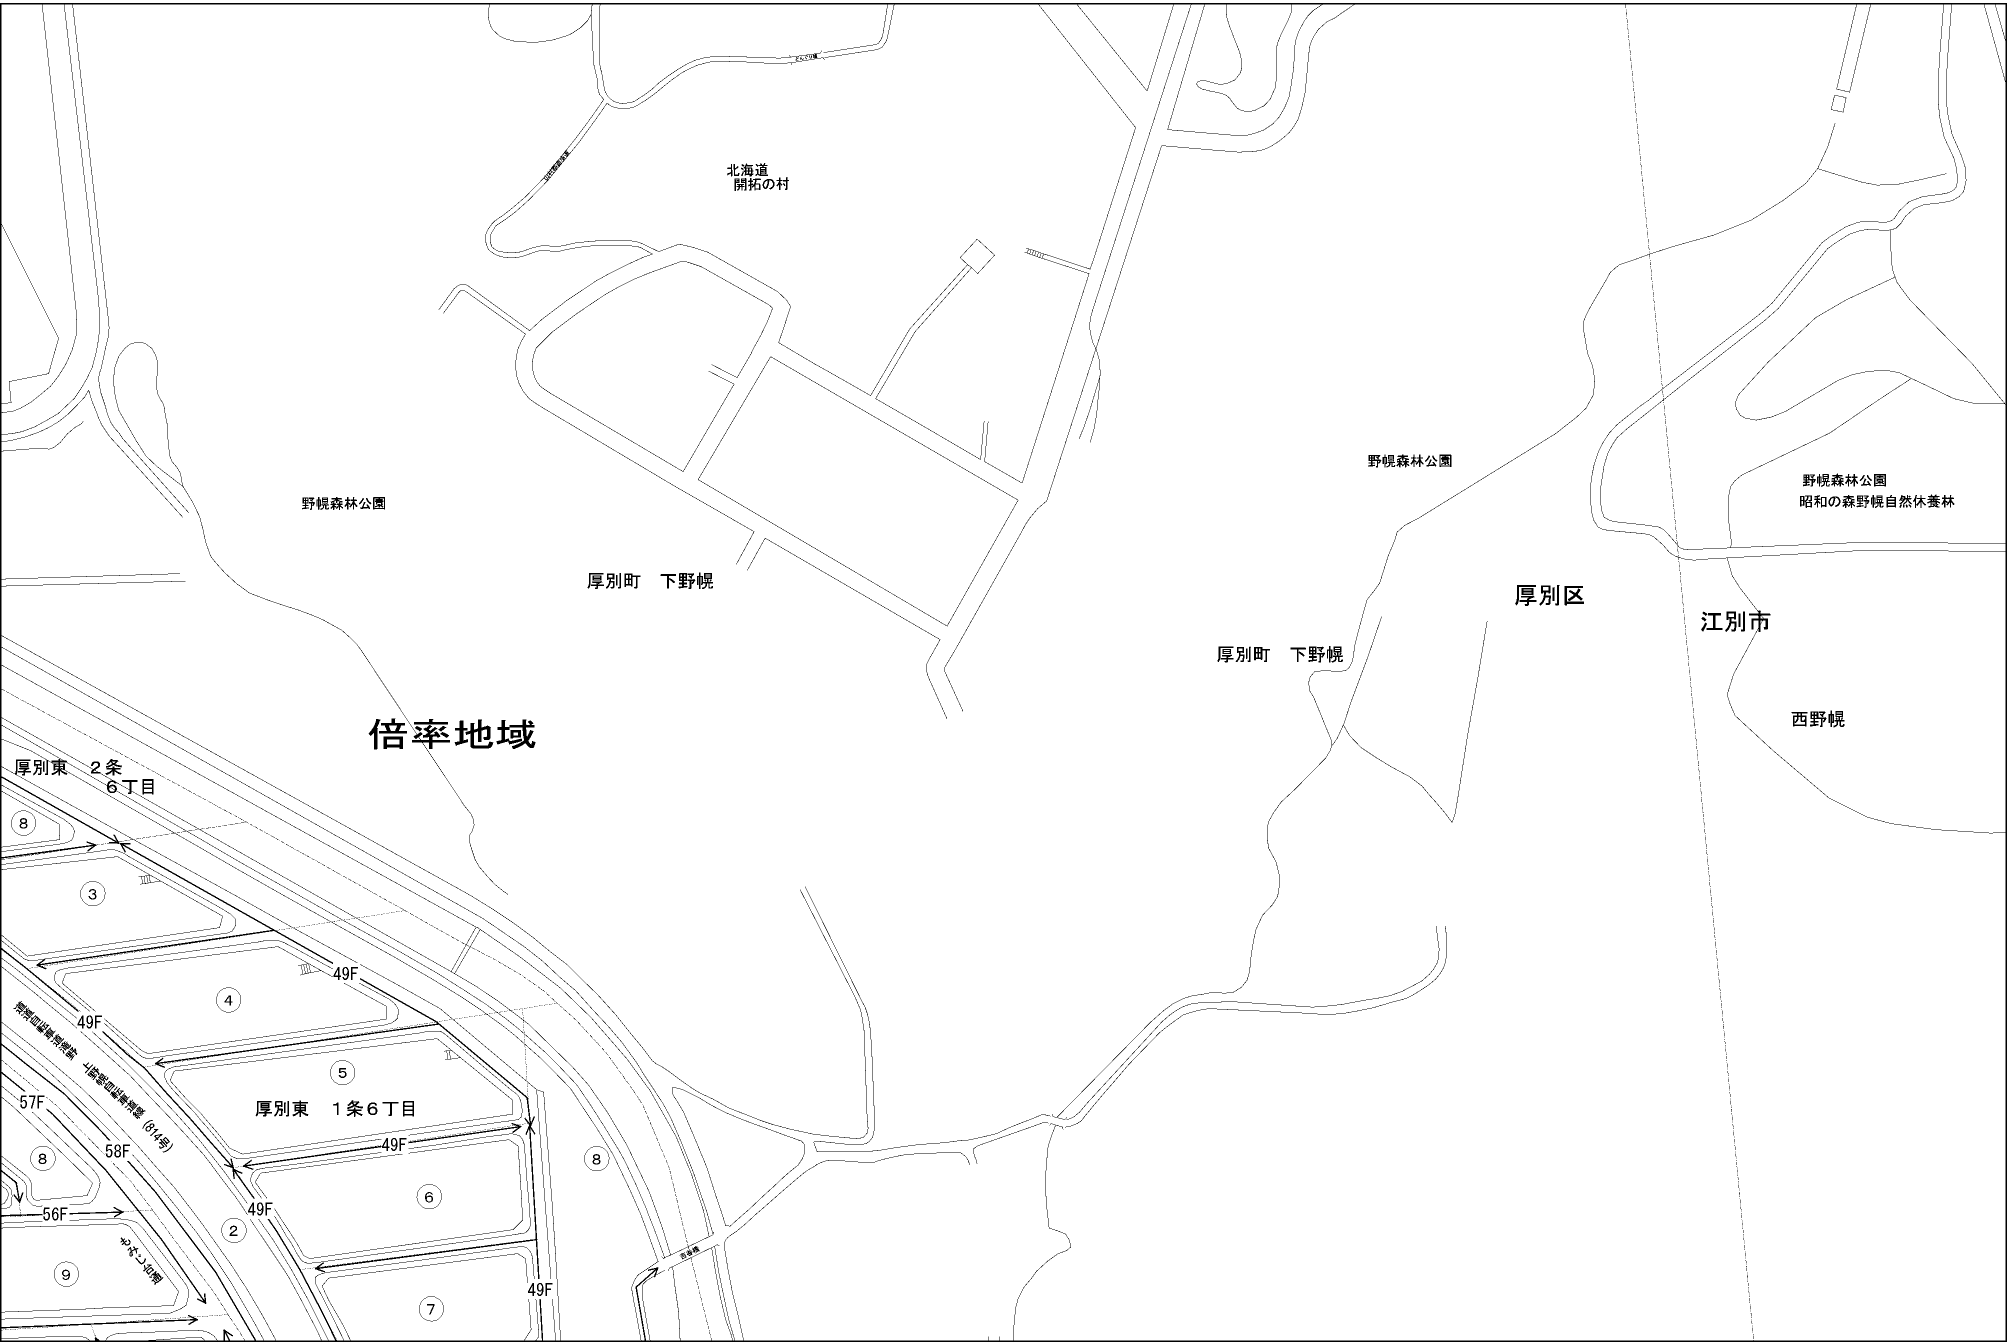 北海道
開拓の村
野幌森林公園
野幌森林公園
野幌森林公園
昭和の森野幌自然休養林
厚別町　下野幌
厚別区
江別市
厚別町　下野幌
西野幌
倍率地域
厚別東　２条
６丁目
8
3
49F
4
49F
5
57F
厚別東　１条６丁目
58F
49F
8
8
6
49F
56F
2
もみじ台通
9
49F
7